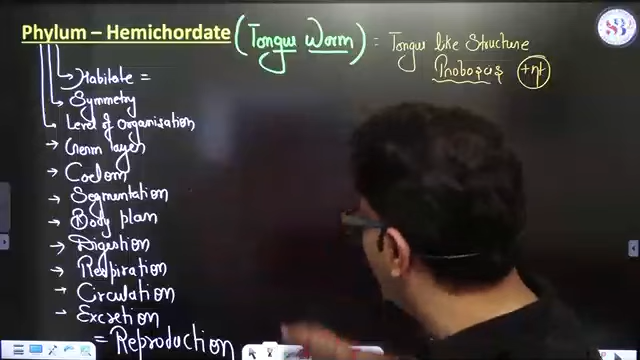 Phylum – Hemichordate (Tongue Worm) = Tongue like Structure
Proboscis +nt
Habitate =
Symmetry
Level of organisation
Germ layer
Coelom
Segmentation
Body plan
Digestion
Respiration
Circulation
Excretion
= Reproduction